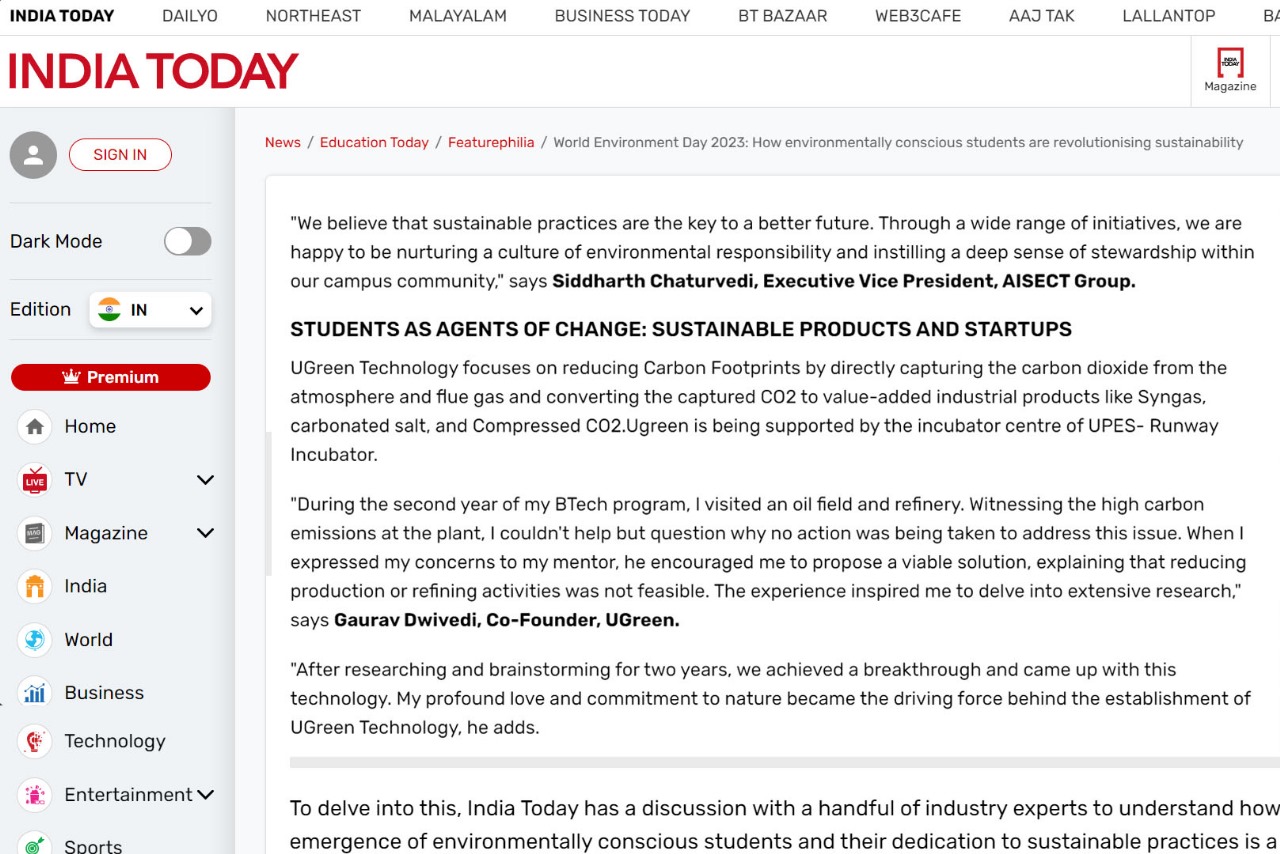 INDIA TODAY DAILYO NORTHEAST MALAYALAM BUSINESS TODAY BT BAZAAR WEB3CAFE AAJ TAK LALLANTOP BA
INDIA TODAY
INDIA TODAY
Magazine
SIGN IN
Dark Mode
Edition IN
Premium
Home
LIVE TV
MAG Magazine
India
World
Business
Technology
Entertainment
Sports
News / Education Today / Featurephilia / World Environment Day 2023: How environmentally conscious students are revolutionising sustainability
"We believe that sustainable practices are the key to a better future. Through a wide range of initiatives, we are
happy to be nurturing a culture of environmental responsibility and instilling a deep sense of stewardship within
our campus community," says Siddharth Chaturvedi, Executive Vice President, AISECT Group.
STUDENTS AS AGENTS OF CHANGE: SUSTAINABLE PRODUCTS AND STARTUPS
UGreen Technology focuses on reducing Carbon Footprints by directly capturing the carbon dioxide from the
atmosphere and flue gas and converting the captured CO2 to value-added industrial products like Syngas,
carbonated salt, and Compressed CO2.Ugreen is being supported by the incubator centre of UPES- Runway
Incubator.
"During the second year of my BTech program, I visited an oil field and refinery. Witnessing the high carbon
emissions at the plant, I couldn't help but question why no action was being taken to address this issue. When I
expressed my concerns to my mentor, he encouraged me to propose a viable solution, explaining that reducing
production or refining activities was not feasible. The experience inspired me to delve into extensive research,"
says Gaurav Dwivedi, Co-Founder, UGreen.
"After researching and brainstorming for two years, we achieved a breakthrough and came up with this
technology. My profound love and commitment to nature became the driving force behind the establishment of
UGreen Technology, he adds.
To delve into this, India Today has a discussion with a handful of industry experts to understand how
emergence of environmentally conscious students and their dedication to sustainable practices is a